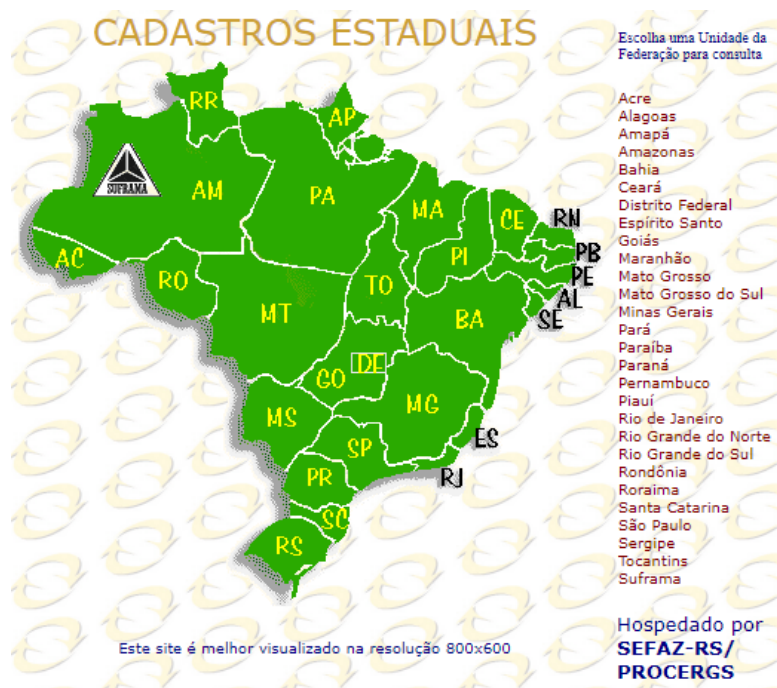 CADASTROS ESTADUAIS
Escolha uma Unidade da
Federação para consulta
RR
AP
SUFRAMA
AM
PA
MA
CE
RN
PB
PE
AL
SE
PI
AC
RO
TO
MT
BA
GO
DF
MS
MG
ES
SP
RJ
PR
SC
RS
Acre
Alagoas
Amapá
Amazonas
Bahia
Ceará
Distrito Federal
Espírito Santo
Goiás
Maranhão
Mato Grosso
Mato Grosso do Sul
Minas Gerais
Pará
Paraíba
Paraná
Pernambuco
Piauí
Rio de Janeiro
Rio Grande do Norte
Rio Grande do Sul
Rondônia
Roraima
Santa Catarina
São Paulo
Sergipe
Tocantins
Suframa
Este site é melhor visualizado na resolução 800x600
Hospedado por
SEFAZ-RS/
PROCERGS